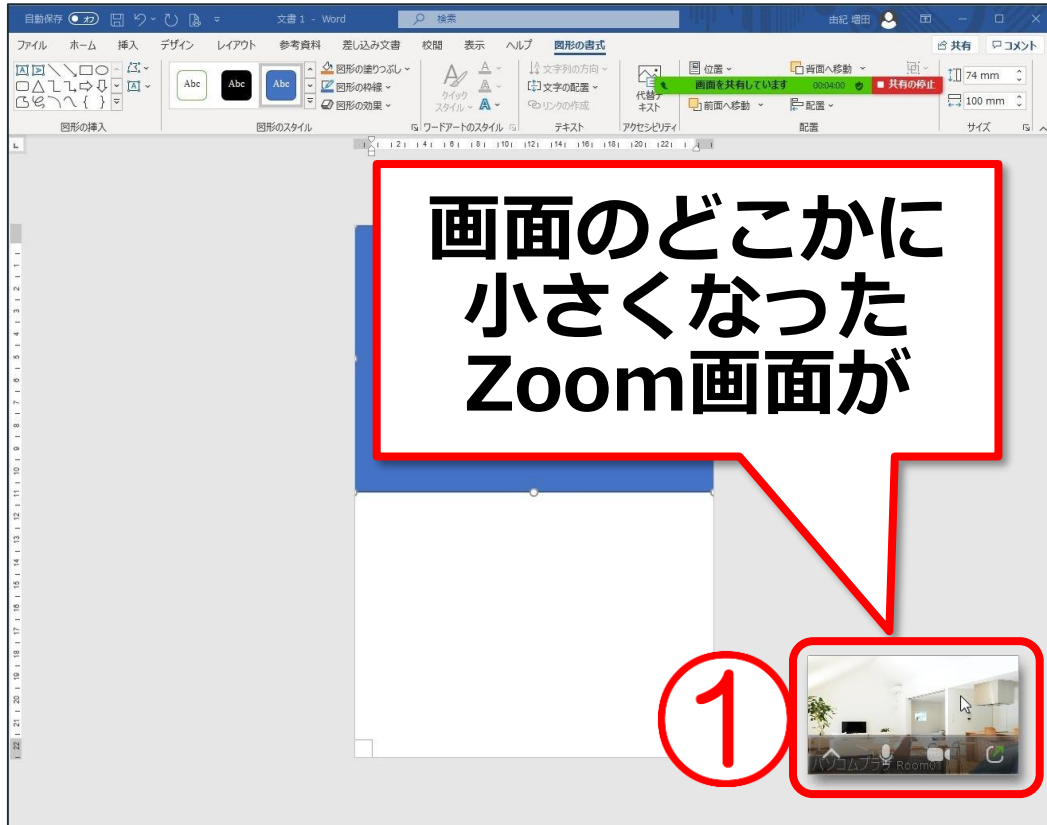 自動保存 オフ 文書 1 - Word 検索 由紀 増田
ファイル ホーム 挿入 デザイン レイアウト 参考資料 差し込み文書 校閲 表示 ヘルプ 図形の書式 共有 コメント
Abc Abc Abc
図形の塗りつぶし
図形の枠線
図形の効果
クイック
スタイル
文字列の方向
文字の配置
リンクの作成
代替テ
キスト
位置
背面へ移動
画面を共有しています 00:04:00 共有の停止
前面へ移動
配置
74 mm
100 mm
図形の挿入 図形のスタイル ワードアートのスタイル テキスト アクセシビリティ 配置 サイズ
画面のどこかに
小さくなった
Zoom画面が
①
パソコムプラザ Room01